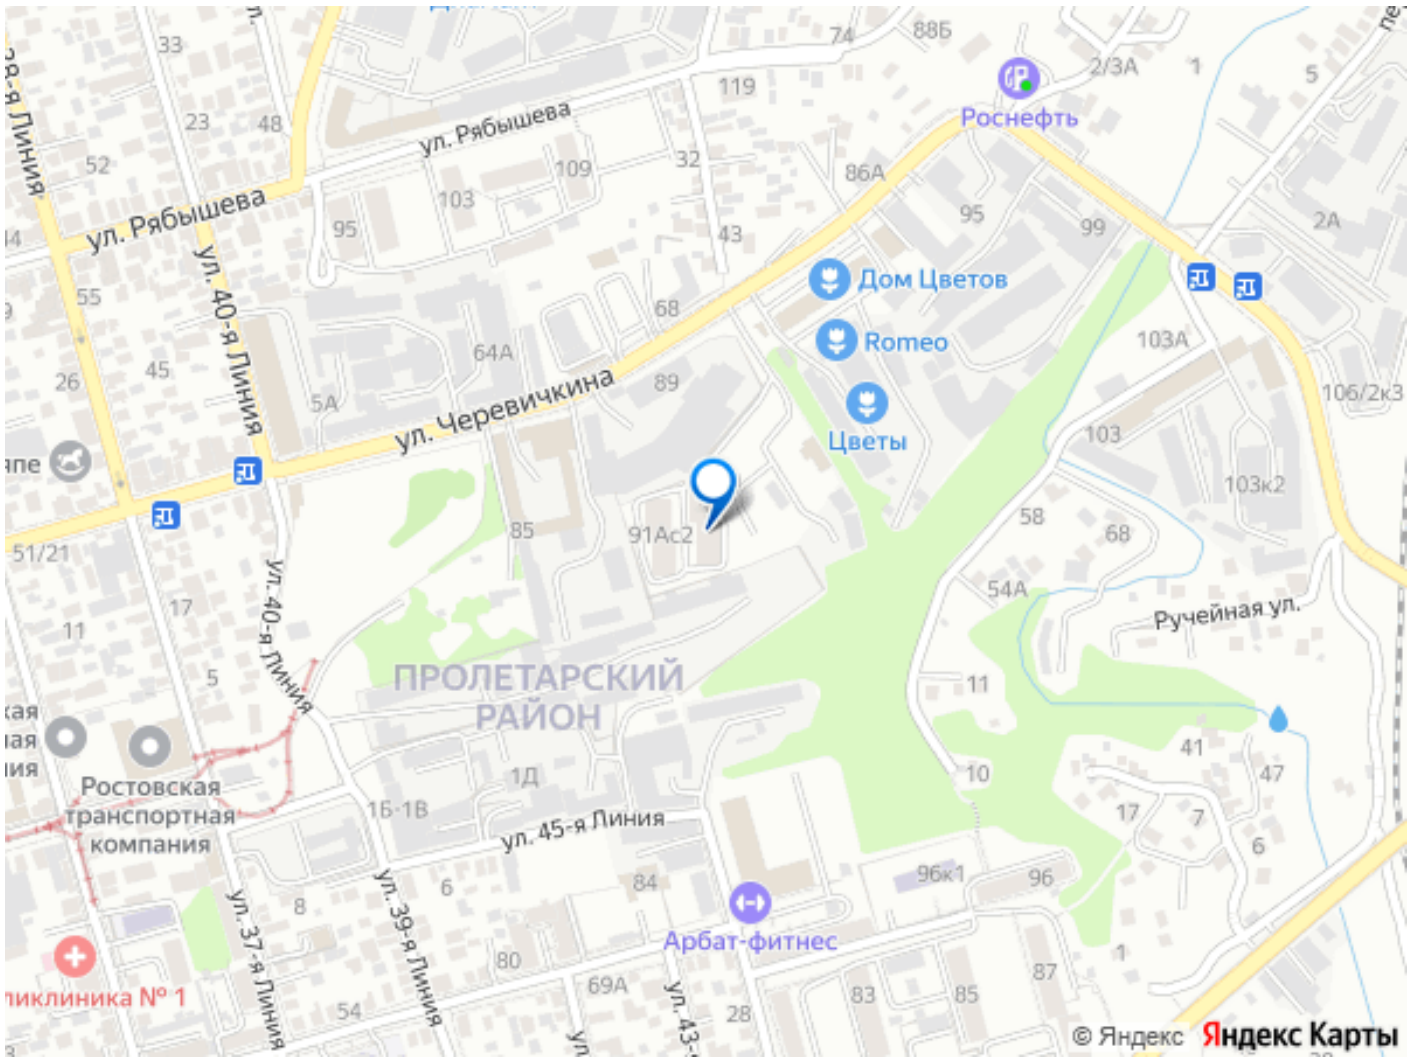 74
88Б
33
2/3А
1
5
119
Роснефть
28-я ЛИНИЯ
23
48
ул. Рябышева
52
32
109
86А
103
ул. Рябышева
95
99
2А
95
43
ул. 40-я Линия
Дом Цветов
55
68
Romeo
103А
64А
45
26
89
5А
ул. Черевичкина
106/2к3
Цветы
103
103к2
58
85
91Ас2
68
51/21
54А
17
ул. 40-я Линия
Ручейная ул.
11
5
ПРОЛЕТАРСКИЙ
РАЙОН
11
41
10
47
1Д
Ростовская
транспортная
компания
1Б-1В
17
7
ул. 45-я Линия
6
96к1
96
84
6
8
ул. 37-я Линия
ул. 39-я Линия
Арбат-фитнес
1
80
87
69А
ул. 43-я
83
85
54
28
© Яндекс
Яндекс Карты